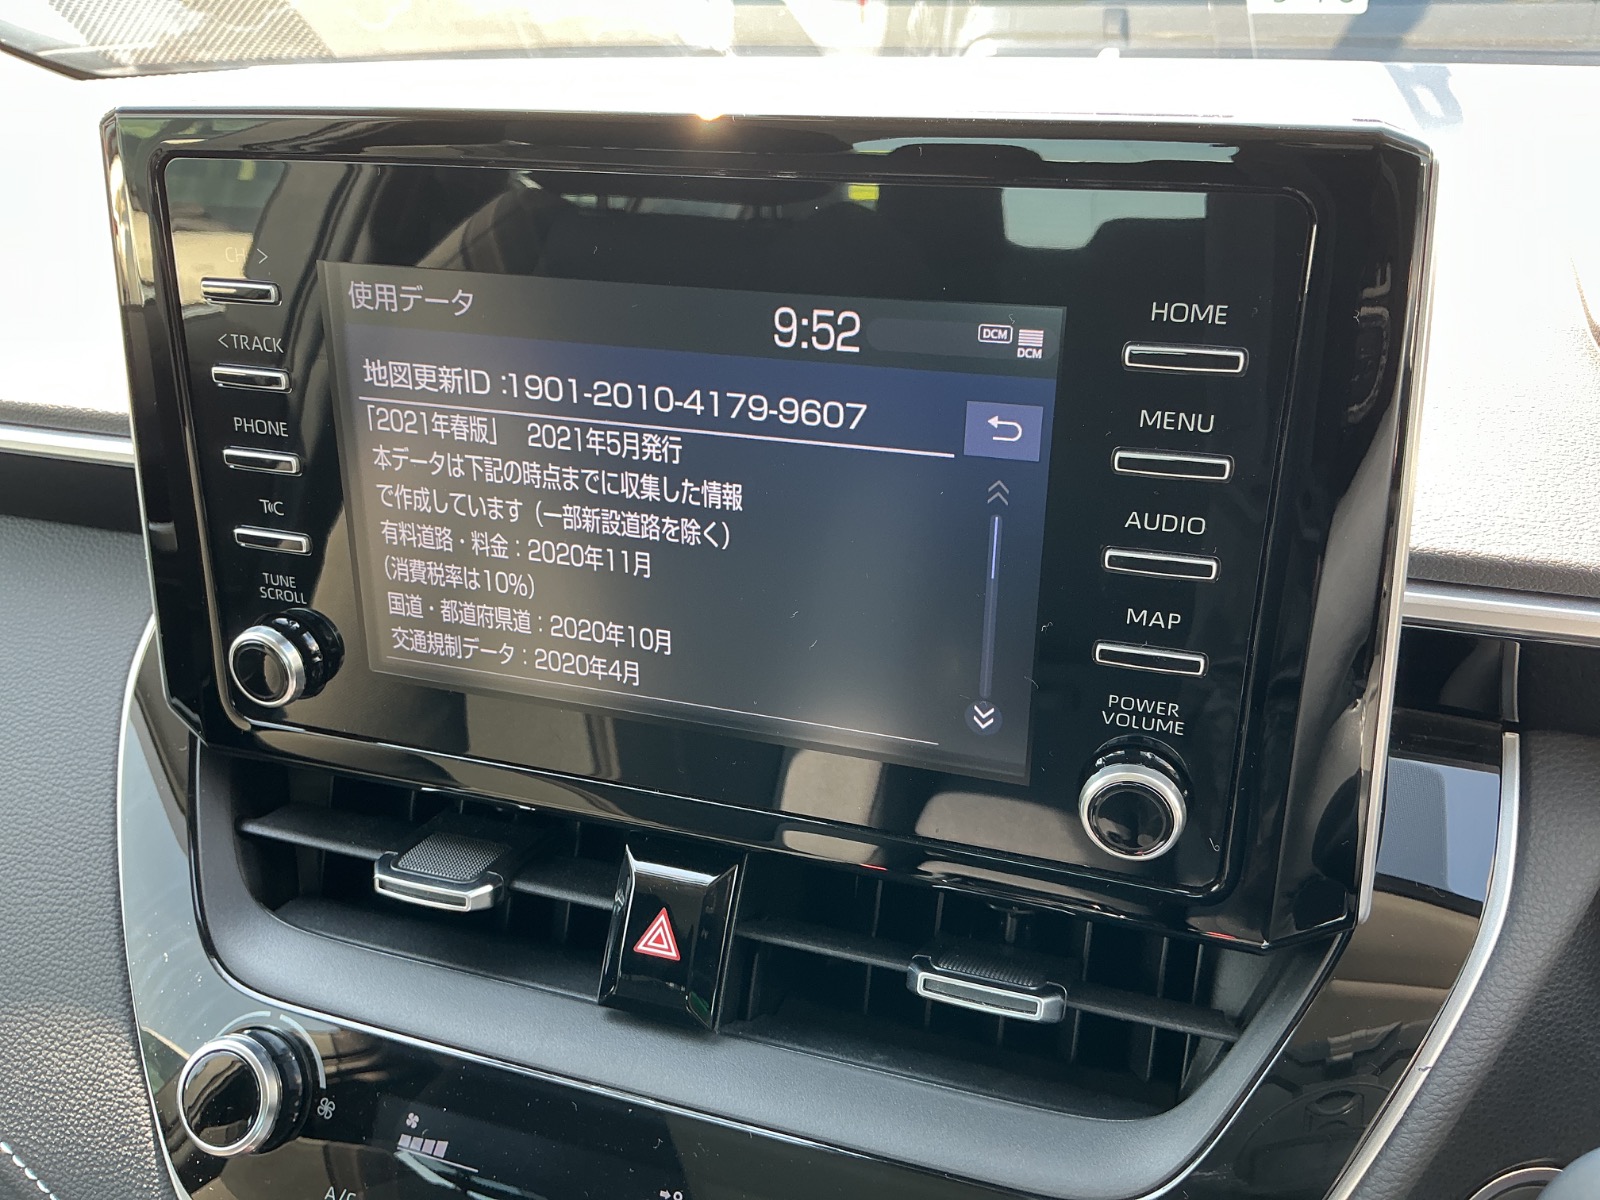 CH >
<TRACK
PHONE
T®C
TUNE
SCROLL
使用データ
9:52
DCM
DCM
地図更新ID :1901-2010-4179-9607
「2021年春版」 2021年5月発行
本データは下記の時点までに収集した情報
で作成しています（一部新設道路を除く）
有料道路・料金：2020年11月
（消費税率は10%）
国道・都道府県道：2020年10月
交通規制データ：2020年4月
HOME
MENU
AUDIO
MAP
POWER
VOLUME
A/C